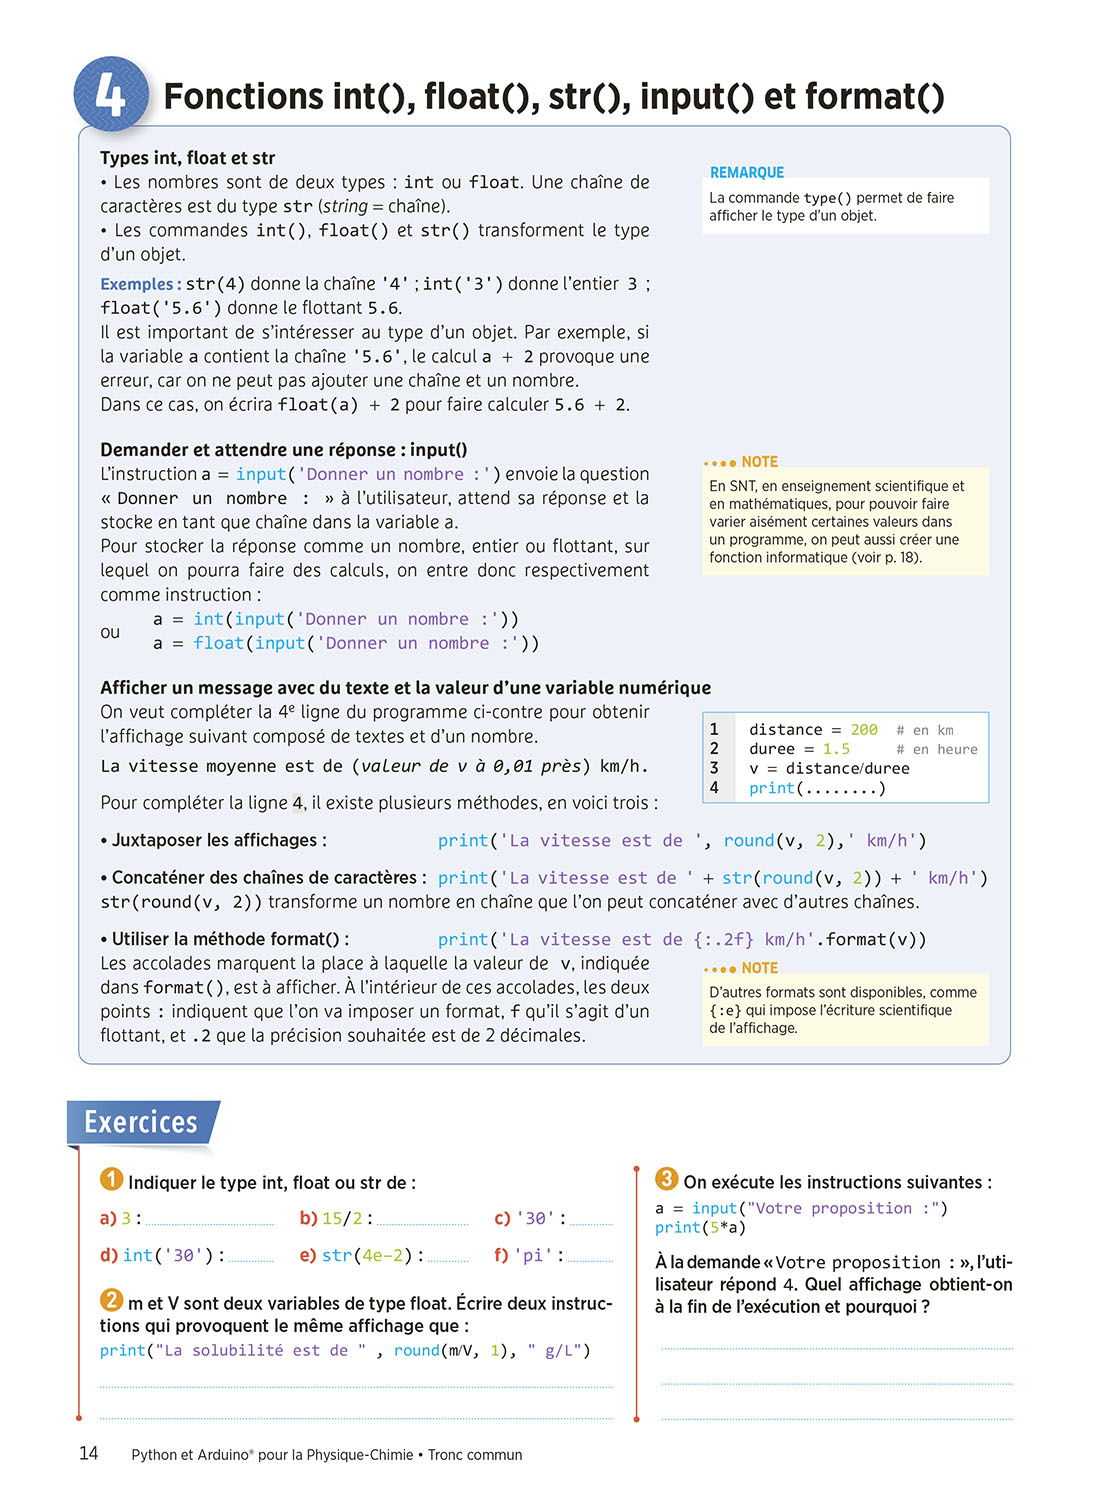 4
Fonctions int(), float(), str(), input() et format()
Types int, float et str
• Les nombres sont de deux types : int ou float. Une chaîne de
caractères est du type str (string = chaîne).
• Les commandes int(), float() et str() transforment le type
d’un objet.
Exemples : str(4) donne la chaîne '4' ; int('3') donne l’entier 3 ;
float('5.6') donne le flottant 5.6.
Il est important de s’intéresser au type d’un objet. Par exemple, si
la variable a contient la chaîne '5.6', le calcul a + 2 provoque une
erreur, car on ne peut pas ajouter une chaîne et un nombre.
Dans ce cas, on écrira float(a) + 2 pour faire calculer 5.6 + 2.
REMARQUE
La commande type() permet de faire
afficher le type d’un objet.
Demander et attendre une réponse : input()
L’instruction a = input('Donner un nombre :') envoie la question
« Donner un nombre : » à l’utilisateur, attend sa réponse et la
stocke en tant que chaîne dans la variable a.
Pour stocker la réponse comme un nombre, entier ou flottant, sur
lequel on pourra faire des calculs, on entre donc respectivement
comme instruction :
a = int(input('Donner un nombre :'))
ou
a = float(input('Donner un nombre :'))
NOTE
En SNT, en enseignement scientifique et
en mathématiques, pour pouvoir faire
varier aisément certaines valeurs dans
un programme, on peut aussi créer une
fonction informatique (voir p. 18).
Afficher un message avec du texte et la valeur d’une variable numérique
On veut compléter la 4e ligne du programme ci-contre pour obtenir
l’affichage suivant composé de textes et d’un nombre.
La vitesse moyenne est de (valeur de v à 0,01 près) km/h.
Pour compléter la ligne 4, il existe plusieurs méthodes, en voici trois :
1 distance = 200 # en km
2 duree = 1.5 # en heure
3 v = distance/duree
4 print(........)
• Juxtaposer les affichages : print('La vitesse est de ', round(v, 2),' km/h')
• Concaténer des chaînes de caractères : print('La vitesse est de ' + str(round(v, 2)) + ' km/h')
str(round(v, 2)) transforme un nombre en chaîne que l’on peut concaténer avec d’autres chaînes.
• Utiliser la méthode format() : print('La vitesse est de {:.2f} km/h'.format(v))
Les accolades marquent la place à laquelle la valeur de v, indiquée
dans format(), est à afficher. À l’intérieur de ces accolades, les deux
points : indiquent que l’on va imposer un format, f qu’il s’agit d’un
flottant, et .2 que la précision souhaitée est de 2 décimales.
NOTE
D’autres formats sont disponibles, comme
{:e} qui impose l’écriture scientifique
de l’affichage.
Exercices
1 Indiquer le type int, float ou str de :
a) 3 : b) 15/2 : c) '30' :
d) int('30') : e) str(4e−2) : f) 'pi' :
2 m et V sont deux variables de type float. Écrire deux instruc-
tions qui provoquent le même affichage que :
print("La solubilité est de " , round(m/V, 1), " g/L")
3 On exécute les instructions suivantes :
a = input("Votre proposition :")
print(5*a)
À la demande « Votre proposition : », l’uti-
lisateur répond 4. Quel affichage obtient-on
à la fin de l’exécution et pourquoi ?
14 Python et Arduino® pour la Physique-Chimie • Tronc commun